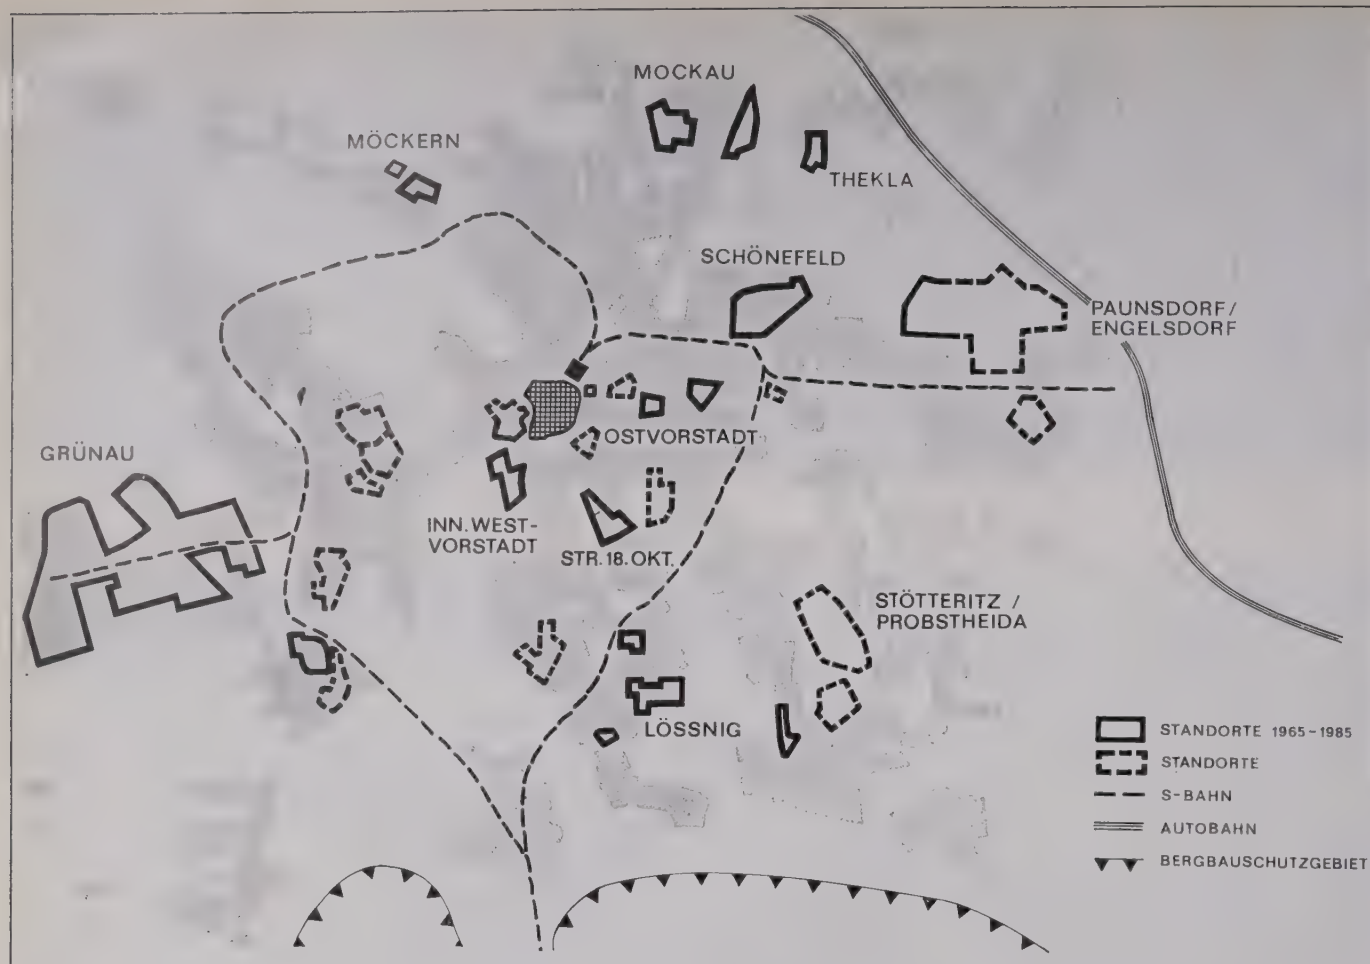 MOCKAU
MÖCKERN
THEKLA
SCHÖNEFELD
PAUNSDORF/
ENGELSDORF
GRÜNAU
OSTVORSTADT
INN. WEST-
VORSTADT
STR. 18. OKT.
STÖTTERITZ /
PROBSTHEIDA
LÖSSNIG
STANDORTE 1965-1985
STANDORTE
S-BAHN
AUTOBAHN
BERGBAUSCHUTZGEBIET